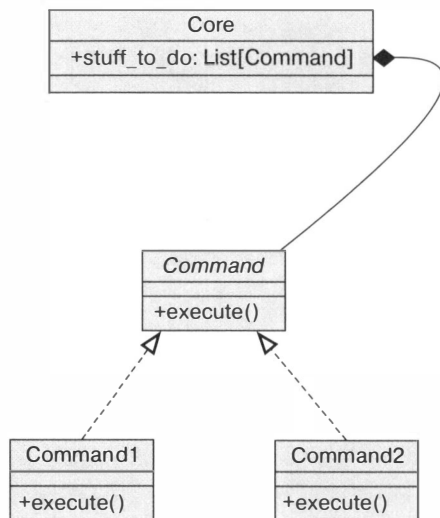 Core
+stuff_to_do: List[Command]
Command
+execute()
Command1
+execute()
Command2
+execute()